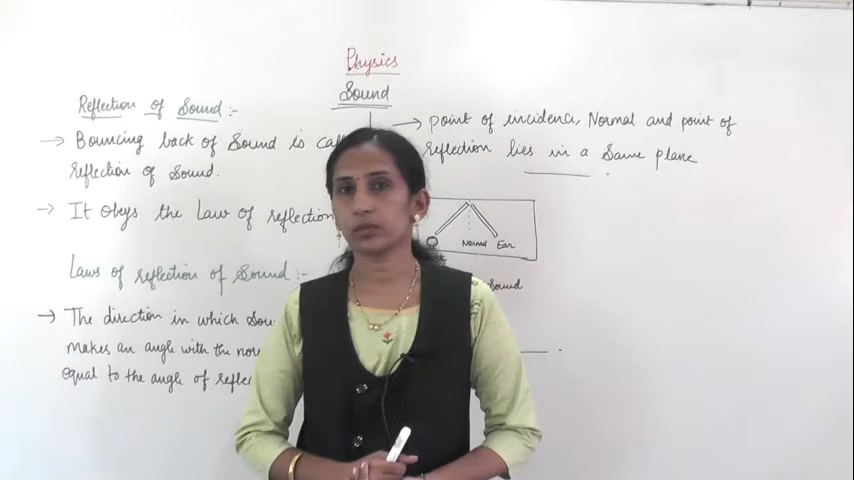 Physics
Sound
Reflection of Sound :-
→ Bouncing back of Sound is call
Reflection of Sound.
→ It obeys the Law of reflection
Laws of reflection of Sound :-
→ The direction in which Sou
makes an angle with the nor
equal to the angle of refle
→ point of incidence, Normal and point of
reflection lies in a Same plane
Normal Ear
Sound